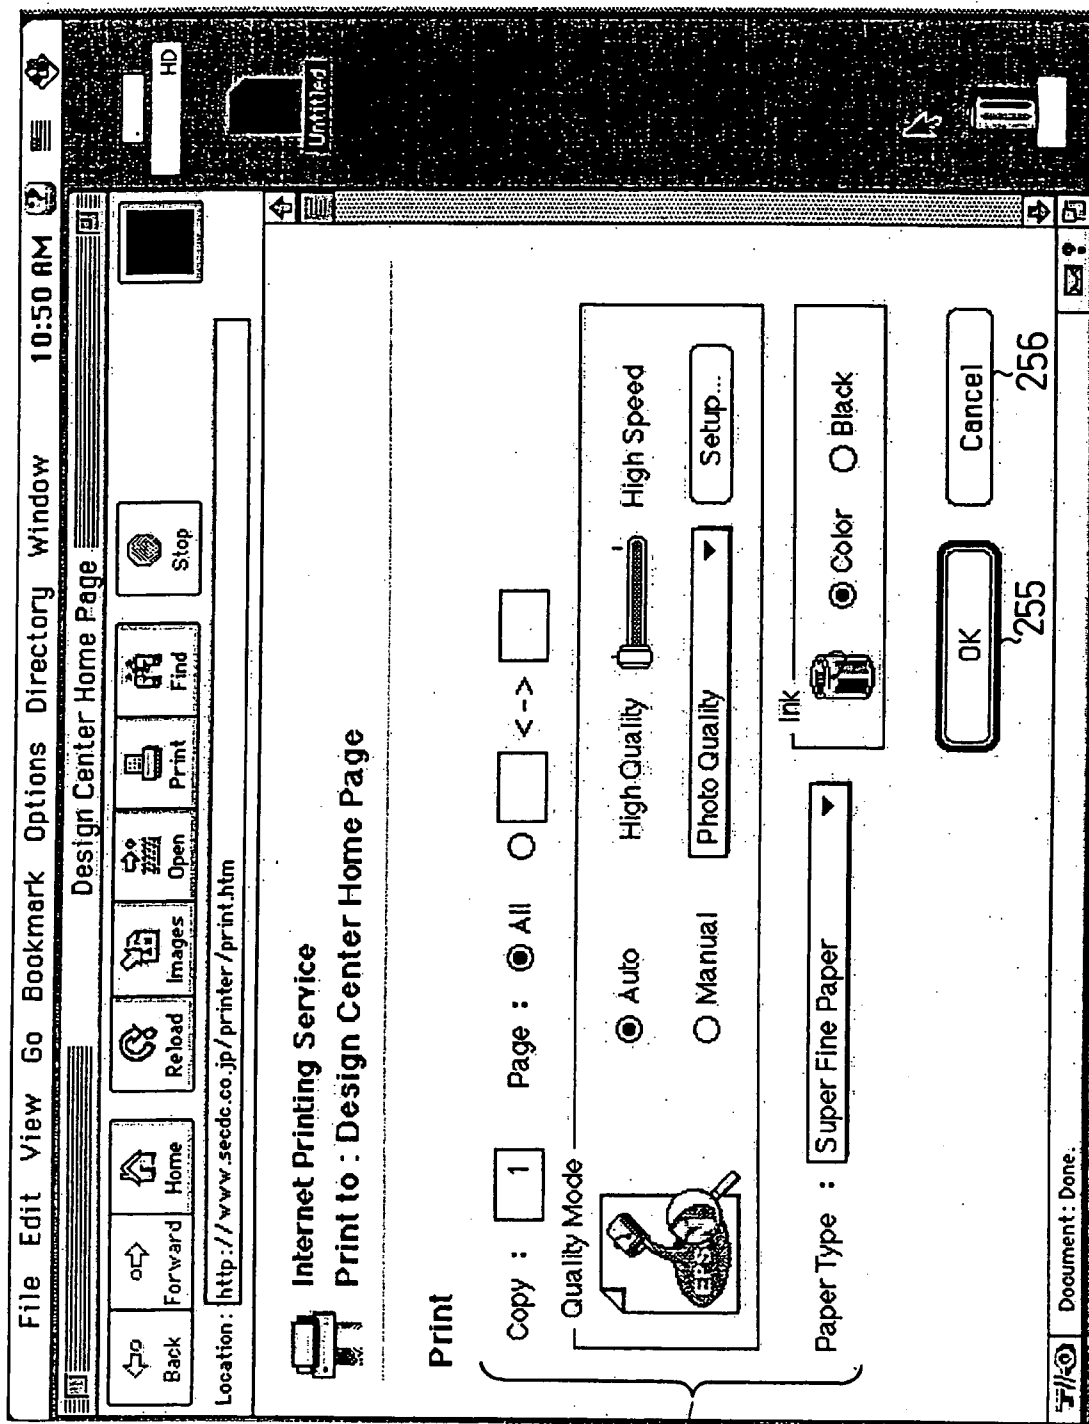 File Edit View Go Bookmark Options Directory Window 10:50 AM
HD
Untitled
Design Center Home Page
Back Forward Home Reload Images Open Print Find Stop
Location: http://www.secdc.co.jp/printer/print.htm
Internet Printing Service
Print to : Design Center Home Page
Print
Copy : 1 Page : All <->
Quality Mode
EPS
Auto High Quality High Speed
Manual Photo Quality Setup...
Paper Type : Super Fine Paper
Ink
Color Black
OK Cancel
255 256
Document: Done.